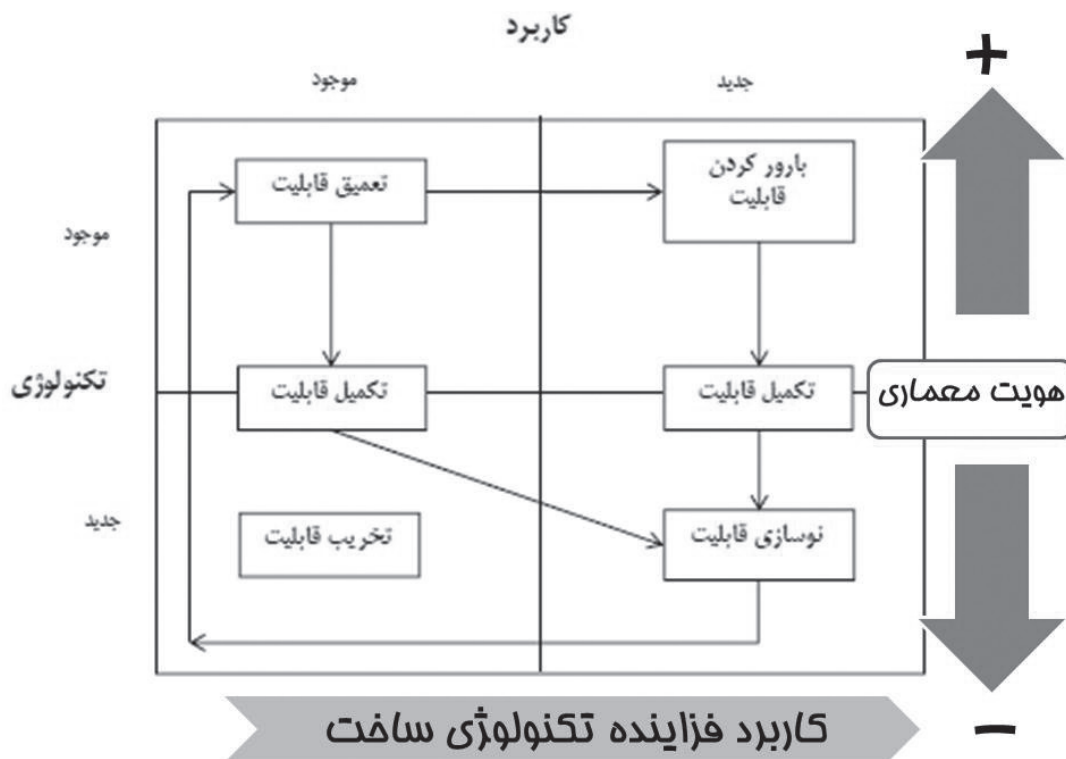 کاربرد
+
موجود
جدید
تعمیق قابلیت
بارور کردن
قابلیت
موجود
تکنولوژی
تکمیل قابلیت
تکمیل قابلیت
هویت معماری
جدید
تخریب قابلیت
نوسازی قابلیت
کاربرد فزاینده تکنولوژی ساخت
−